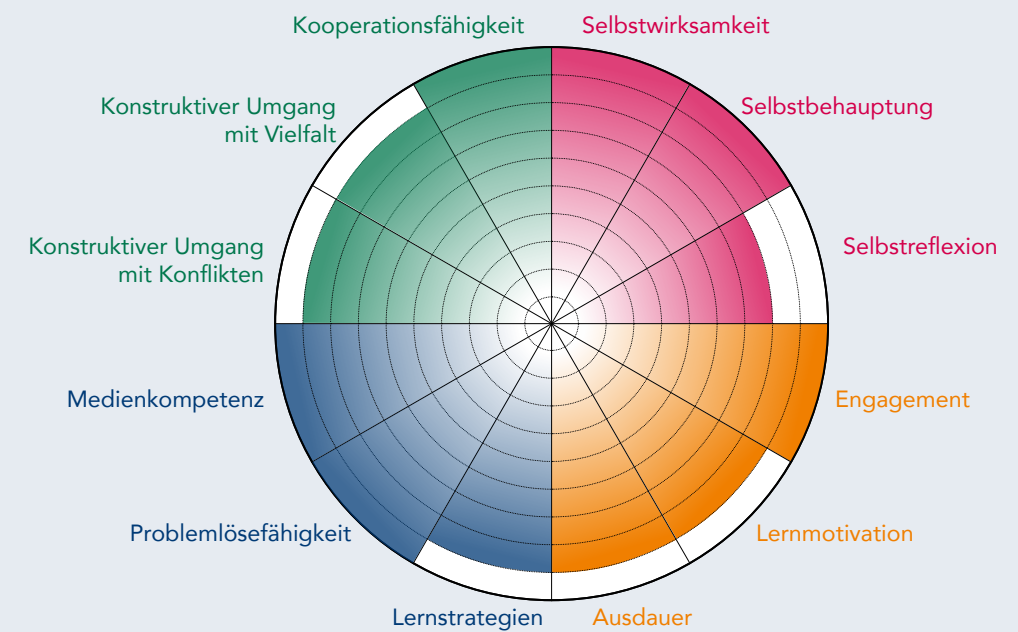 Kooperationsfähigkeit
Selbstwirksamkeit
Konstruktiver Umgang
mit Vielfalt
Selbstbehauptung
Konstruktiver Umgang
mit Konflikten
Selbstreflexion
Medienkompetenz
Engagement
Problemlösefähigkeit
Lernmotivation
Lernstrategien
Ausdauer